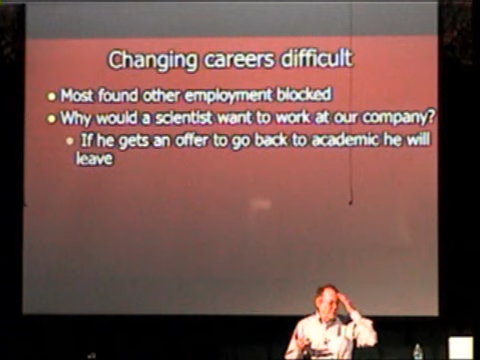 Changing careers difficult
Most found other employment blocked
Why would a scientist want to work at our company?
If he gets an offer to go back to academic he will
leave